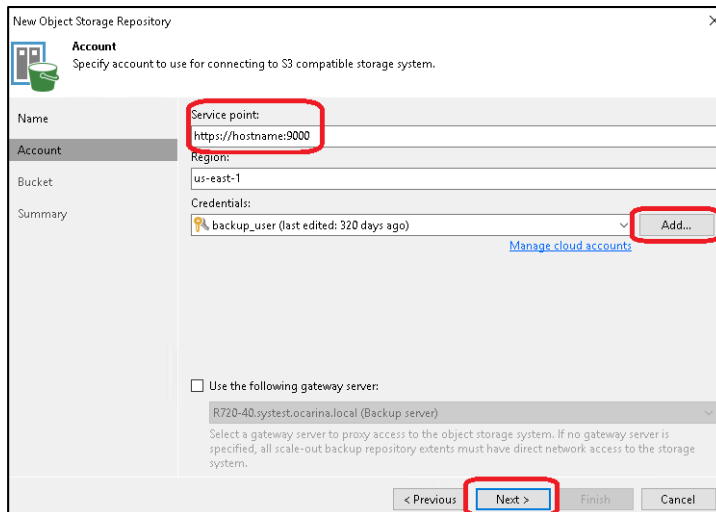 New Object Storage Repository
Account
Specify account to use for connecting to S3 compatible storage system.
Name
Account
Bucket
Summary
Service point:
https://hostname:9000
Region:
us-east-1
Credentials:
backup_user (last edited: 320 days ago)
Add...
Manage cloud accounts
Use the following gateway server:
R720-40.systest.ocarina.local (Backup server)
Select a gateway server to proxy access to the object storage system. If no gateway server is
specified, all scale-out backup repository extents must have direct network access to the storage
system.
< Previous
Next >
Finish
Cancel